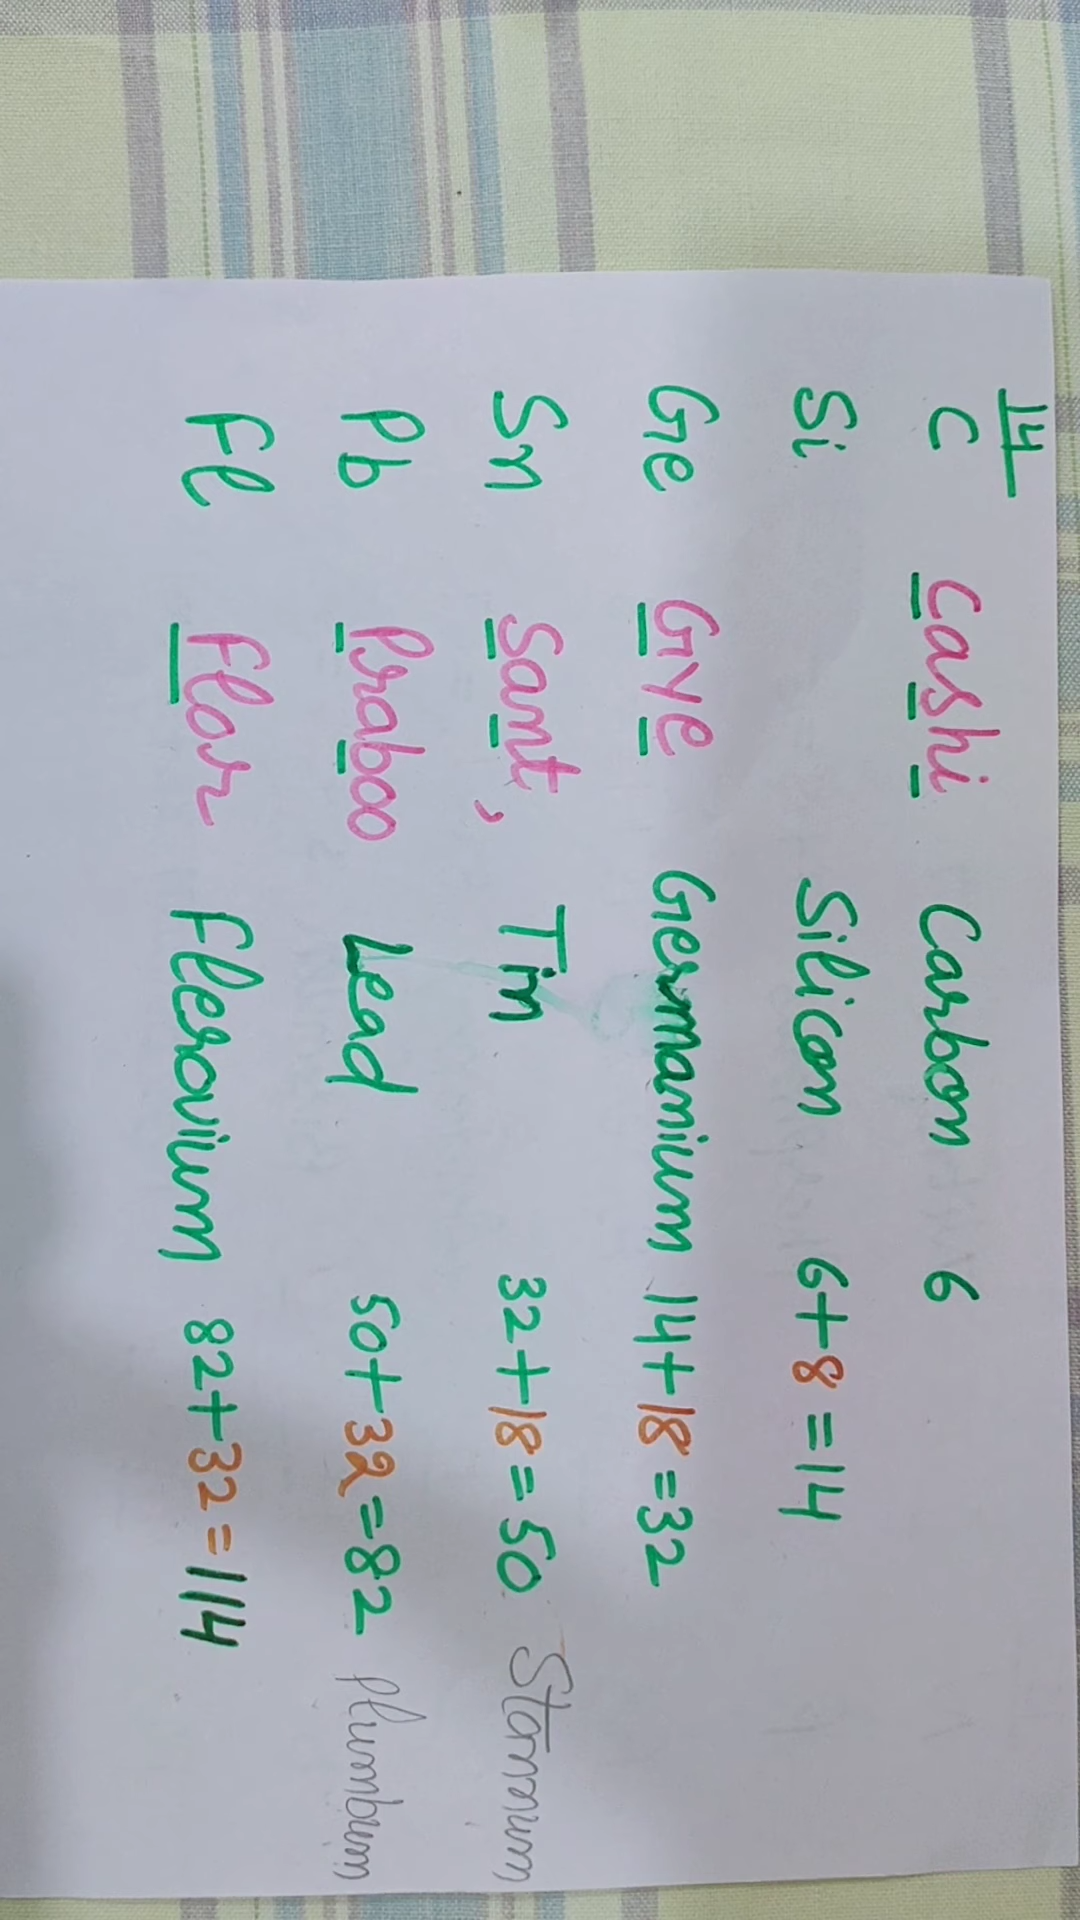 14
C Cashi Carbon 6
Si Silicon 6+8=14
Ge Gye Germanium 14+18=32
Sn Sant, Tin 32+18=50 Stannum
Pb Praboo Lead 50+32=82 Plumbum
Fl Flor Flerovium 82+32=114